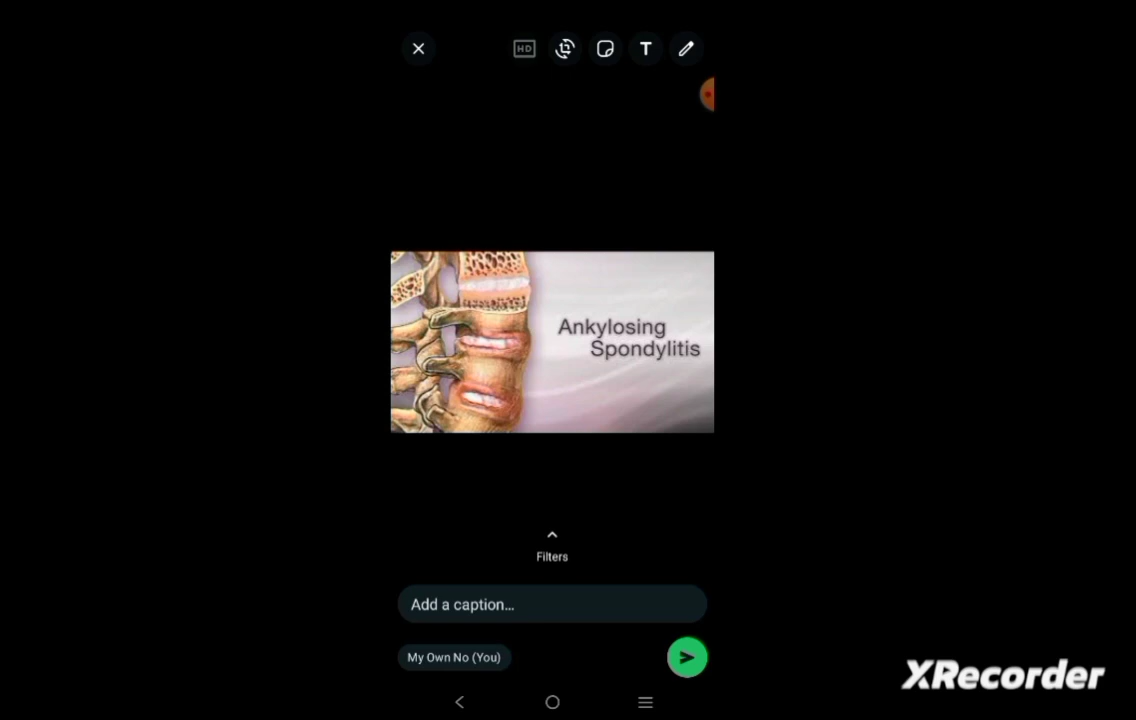 HD
T
Ankylosing
Spondylitis
Filters
Add a caption...
My Own No (You)
XRecorder